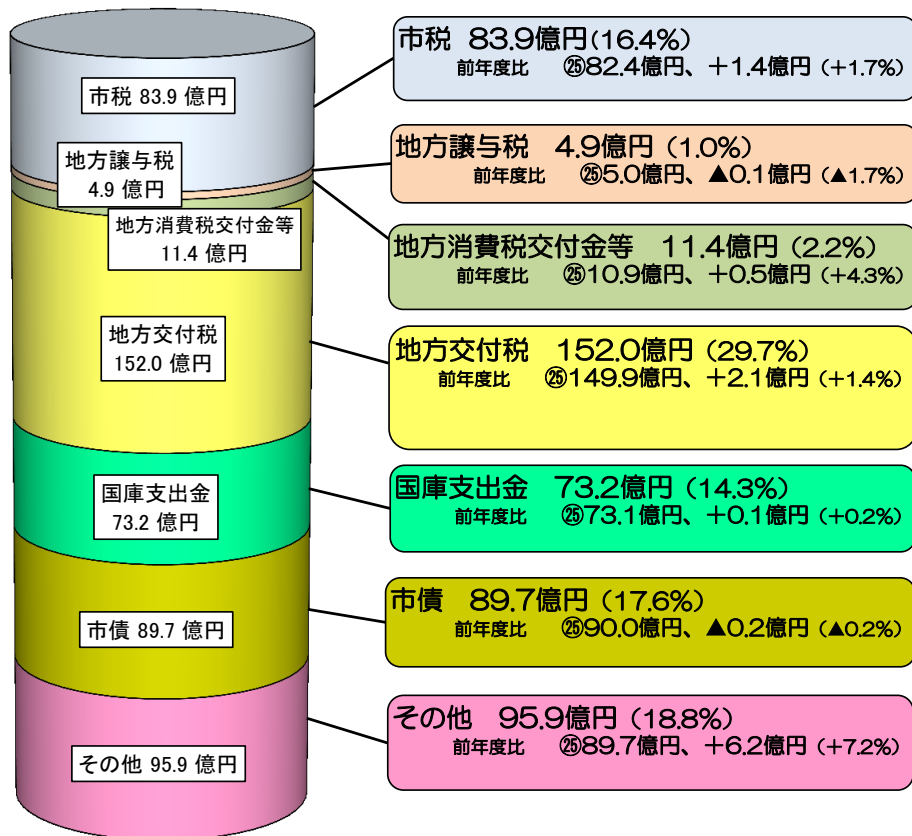 市税 83.9 億円
地方譲与税
4.9 億円
地方消費税交付金等
11.4 億円
地方交付税
152.0 億円
国庫支出金
73.2 億円
市債 89.7 億円
その他 95.9 億円
市税 83.9億円(16.4%)
前年度比 ㉕82.4億円、+1.4億円(+1.7%)
地方譲与税 4.9億円(1.0%)
前年度比 ㉕5.0億円、▲0.1億円(▲1.7%)
地方消費税交付金等 11.4億円(2.2%)
前年度比 ㉕10.9億円、+0.5億円(+4.3%)
地方交付税 152.0億円(29.7%)
前年度比 ㉕149.9億円、+2.1億円(+1.4%)
国庫支出金 73.2億円(14.3%)
前年度比 ㉕73.1億円、+0.1億円(+0.2%)
市債 89.7億円(17.6%)
前年度比 ㉕90.0億円、▲0.2億円(▲0.2%)
その他 95.9億円(18.8%)
前年度比 ㉕89.7億円、+6.2億円(+7.2%)